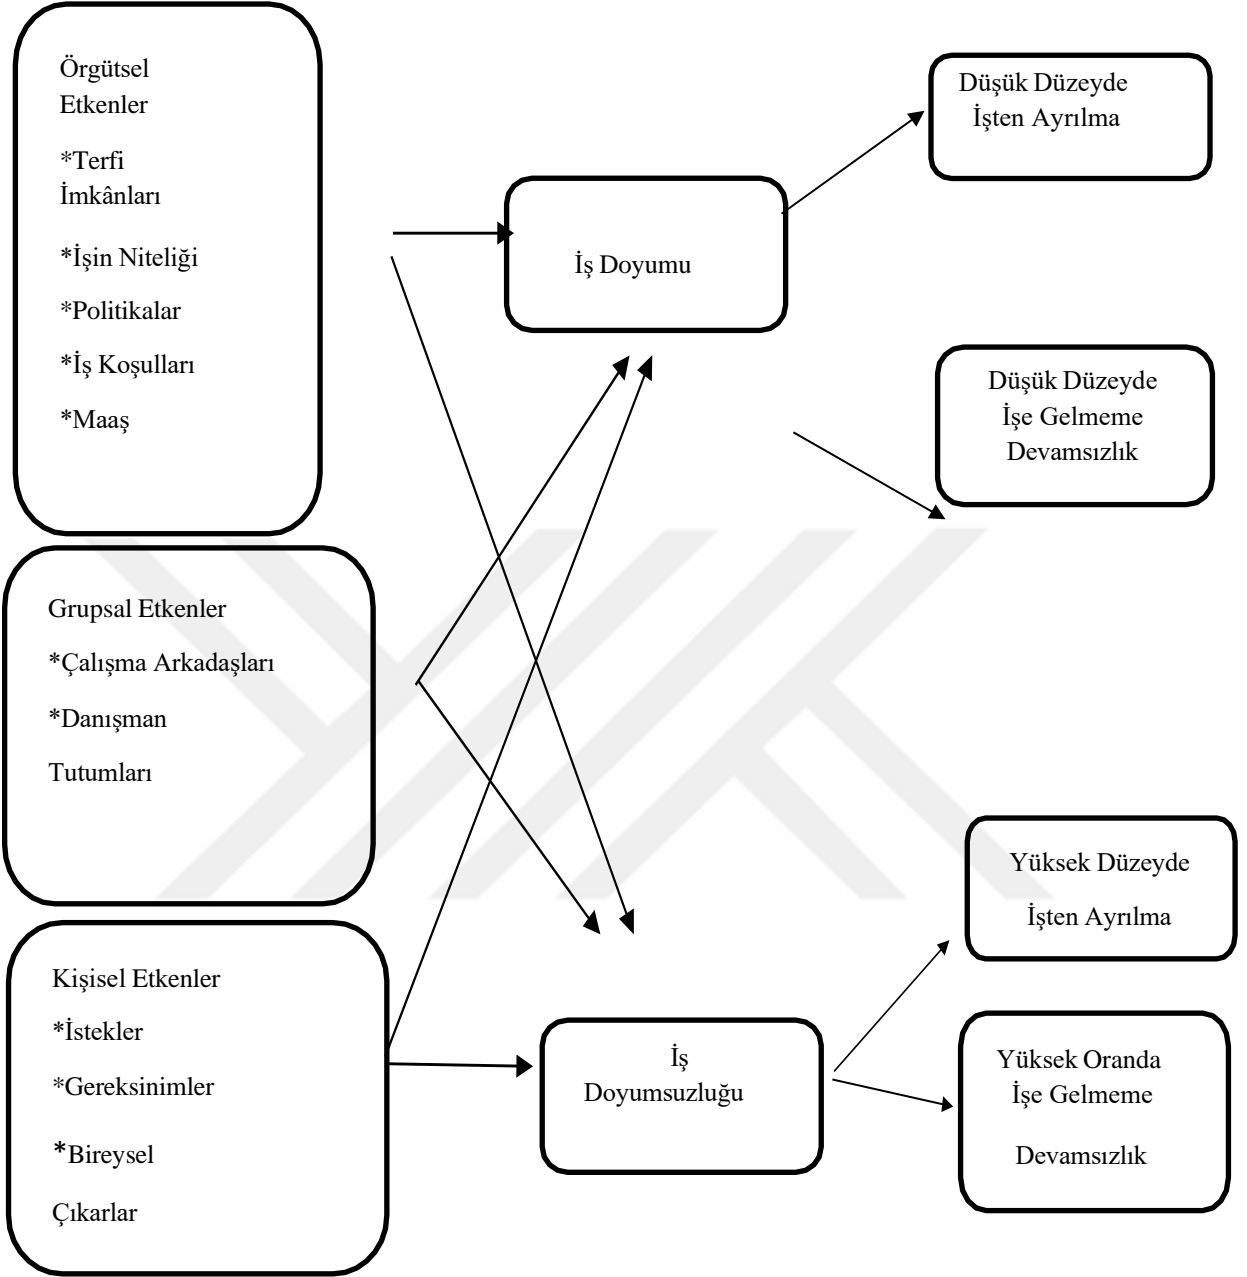 Örgütsel
Etkenler
*Terfi
İmkânları
*İşin Niteliği
*Politikalar
*İş Koşulları
*Maaş
Grupsal Etkenler
*Çalışma Arkadaşları
*Danışman
Tutumları
Kişisel Etkenler
*İstekler
*Gereksinimler
*Bireysel
Çıkarlar
İş Doyumu
İş
Doyumsuzluğu
Düşük Düzeyde
İşten Ayrılma
Düşük Düzeyde
İşe Gelmeme
Devamsızlık
Yüksek Düzeyde
İşten Ayrılma
Yüksek Oranda
İşe Gelmeme
Devamsızlık